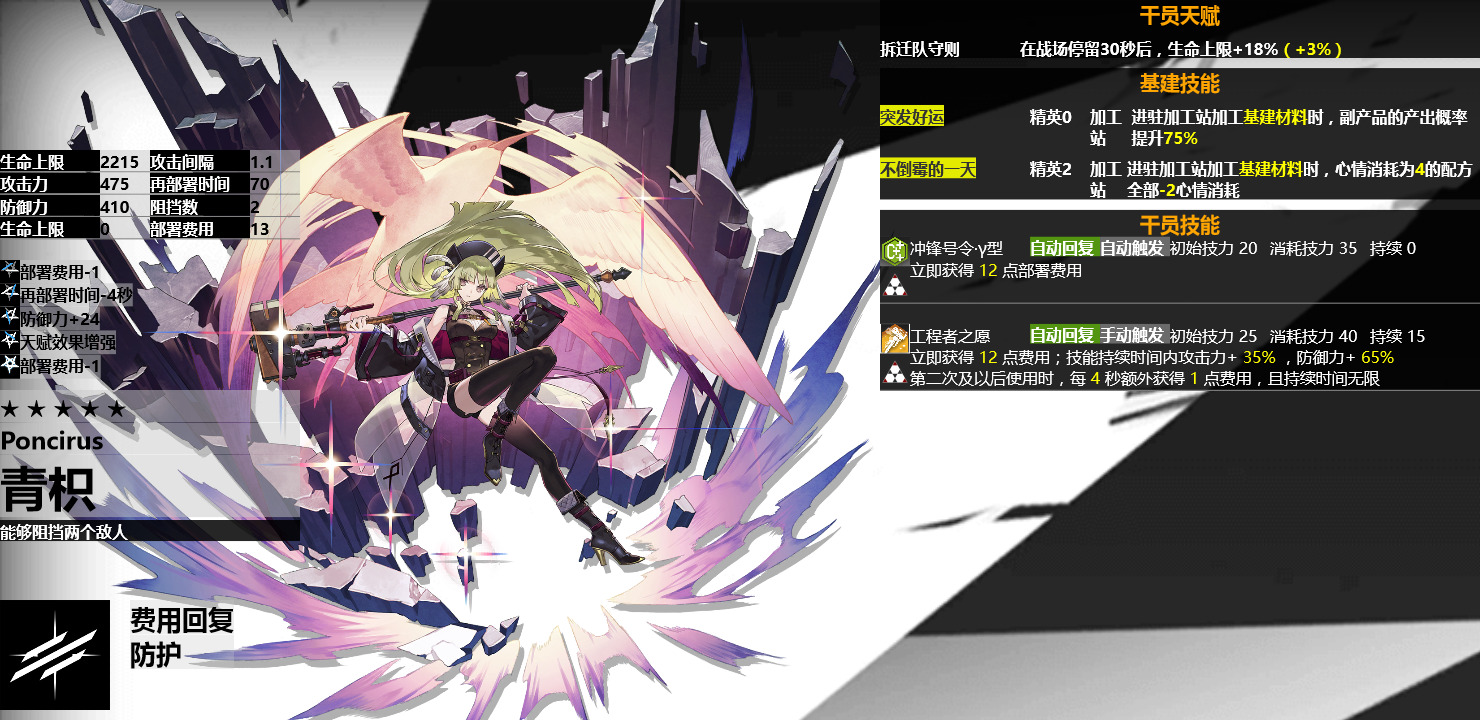 生命上限 2215 攻击间隔 1.1
攻击力 475 再部署时间 70
防御力 410 阻挡数 2
生命上限 0 部署费用 13
部署费用-1
再部署时间-4秒
防御力+24
天赋效果增强
部署费用-1
★ ★ ★ ★ ★
Poncirus
青枳
能够阻挡两个敌人
费用回复
防护
干员天赋
拆迁队守则 在战场停留30秒后，生命上限+18%（+3%）
基建技能
突发好运 精英0 加工 进驻加工站加工基建材料时，副产品的产出概率
站 提升75%
不倒霉的一天 精英2 加工 进驻加工站加工基建材料时，心情消耗为4的配方
站 全部-2心情消耗
干员技能
冲锋号令·γ型 自动回复 自动触发 初始技力 20 消耗技力 35 持续 0
立即获得 12 点部署费用
工程者之愿 自动回复 手动触发 初始技力 25 消耗技力 40 持续 15
立即获得 12 点费用；技能持续时间内攻击力+ 35% ，防御力+ 65%
第二次及以后使用时，每 4 秒额外获得 1 点费用，且持续时间无限